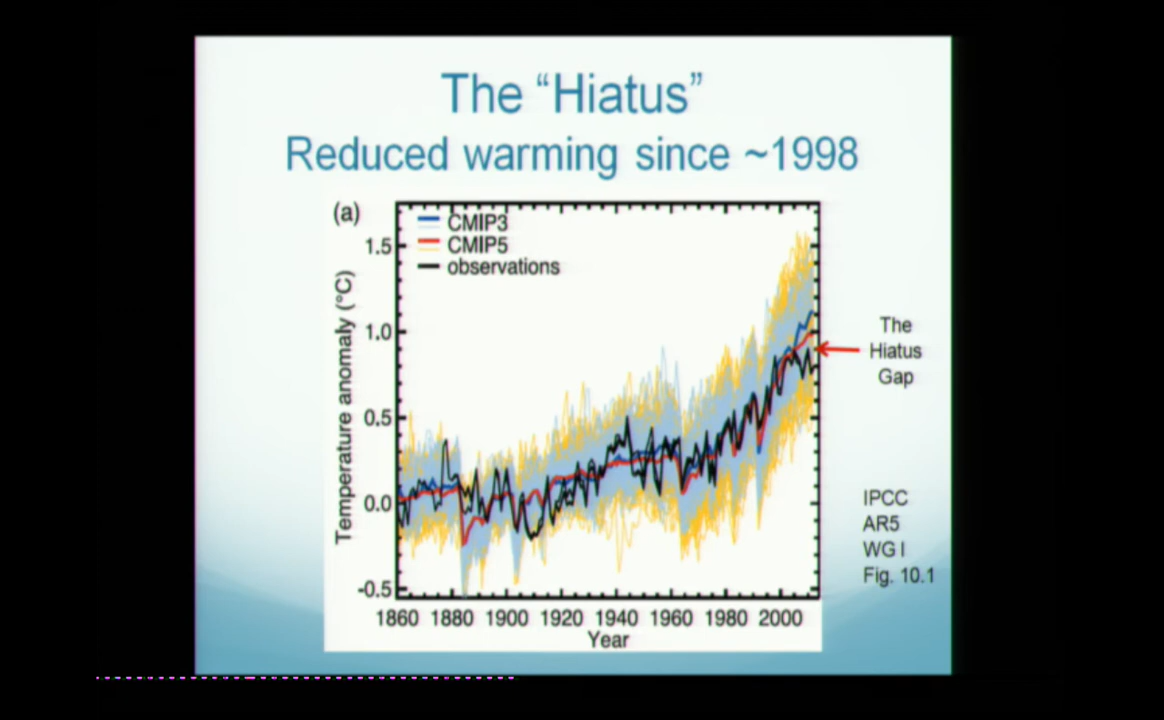 The “Hiatus”
Reduced warming since ~1998
(a)
CMIP3
CMIP5
observations
Temperature anomaly (°C)
1.5
1.0
0.5
0.0
-0.5
1860 1880 1900 1920 1940 1960 1980 2000
Year
The
Hiatus
Gap
IPCC
AR5
WG I
Fig. 10.1